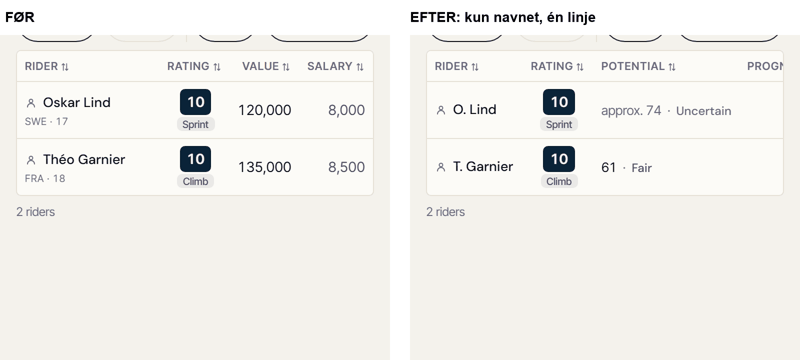 FØR
RIDER RATING VALUE SALARY
Oskar Lind 10 120,000 8,000
SWE · 17 Sprint
Théo Garnier 10 135,000 8,500
FRA · 18 Climb
2 riders
EFTER: kun navnet, én linje
RIDER RATING POTENTIAL PROGN
O. Lind 10 approx. 74 · Uncertain
Sprint
T. Garnier 10 61 · Fair
Climb
2 riders